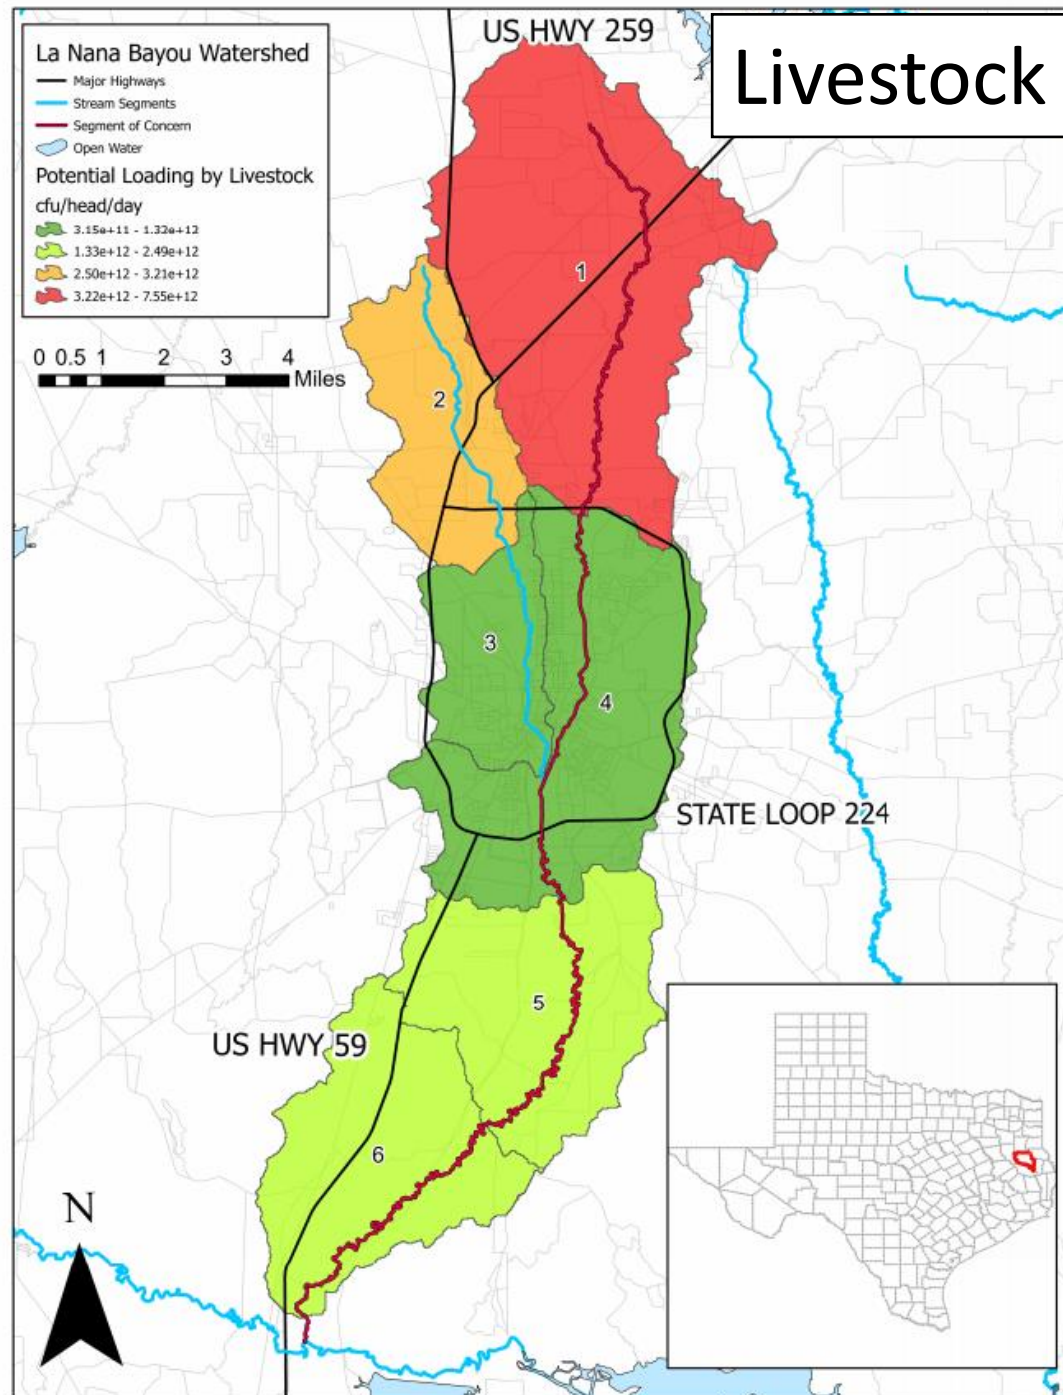 US HWY 259
Livestock
La Nana Bayou Watershed
Major Highways
Stream Segments
Segment of Concern
Open Water
Potential Loading by Livestock
cfu/head/day
3.15e+11 - 1.32e+12
1.33e+12 - 2.49e+12
2.50e+12 - 3.21e+12
3.22e+12 - 7.55e+12
0 0.5 1 2 3 4
Miles
1
2
3
4
STATE LOOP 224
5
US HWY 59
6
N